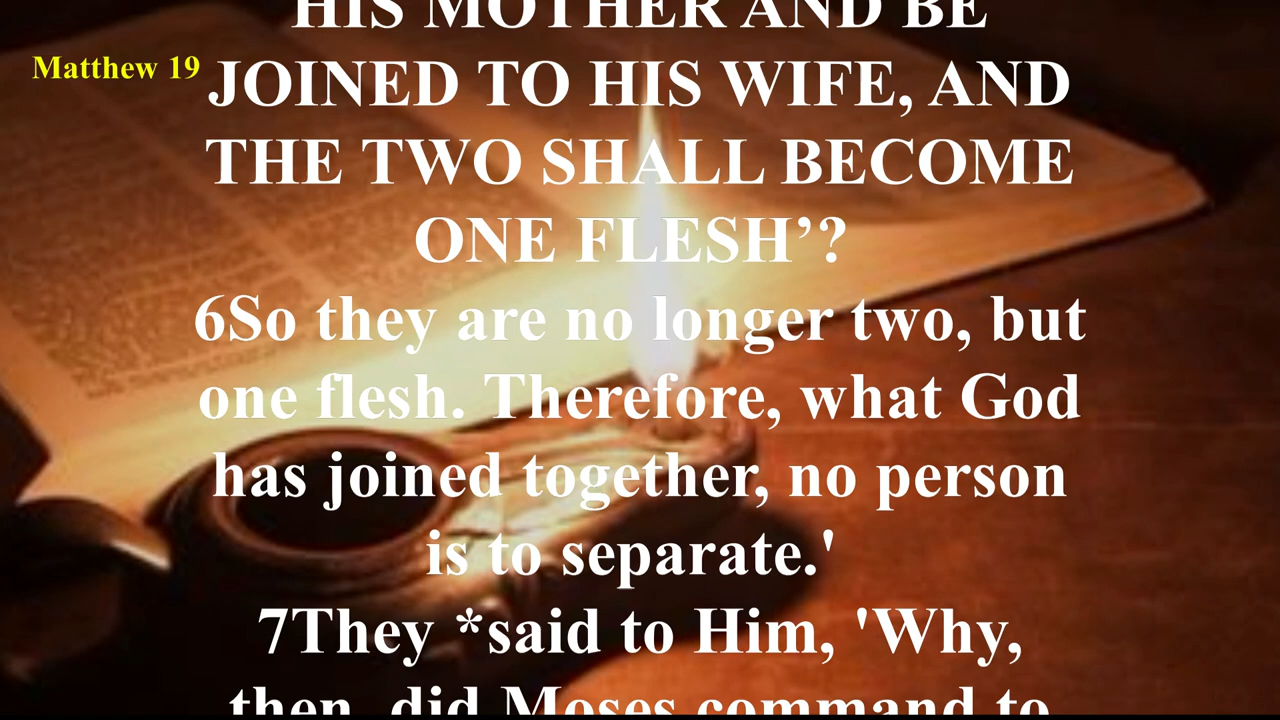 HIS MOTHER AND BE
Matthew 19
JOINED TO HIS WIFE, AND
THE TWO SHALL BECOME
ONE FLESH’?
6So they are no longer two, but
one flesh. Therefore, what God
has joined together, no person
is to separate.'
7They *said to Him, 'Why,
then, did Moses command to